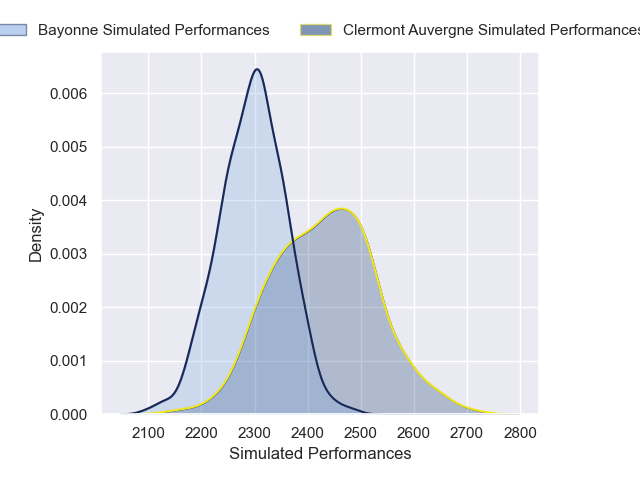 Bayonne Simulated Performances
Clermont Auvergne Simulated Performances
0.006
0.005
0.004
0.003
0.002
0.001
0.000
Density
2100 2200 2300 2400 2500 2600 2700 2800
Simulated Performances